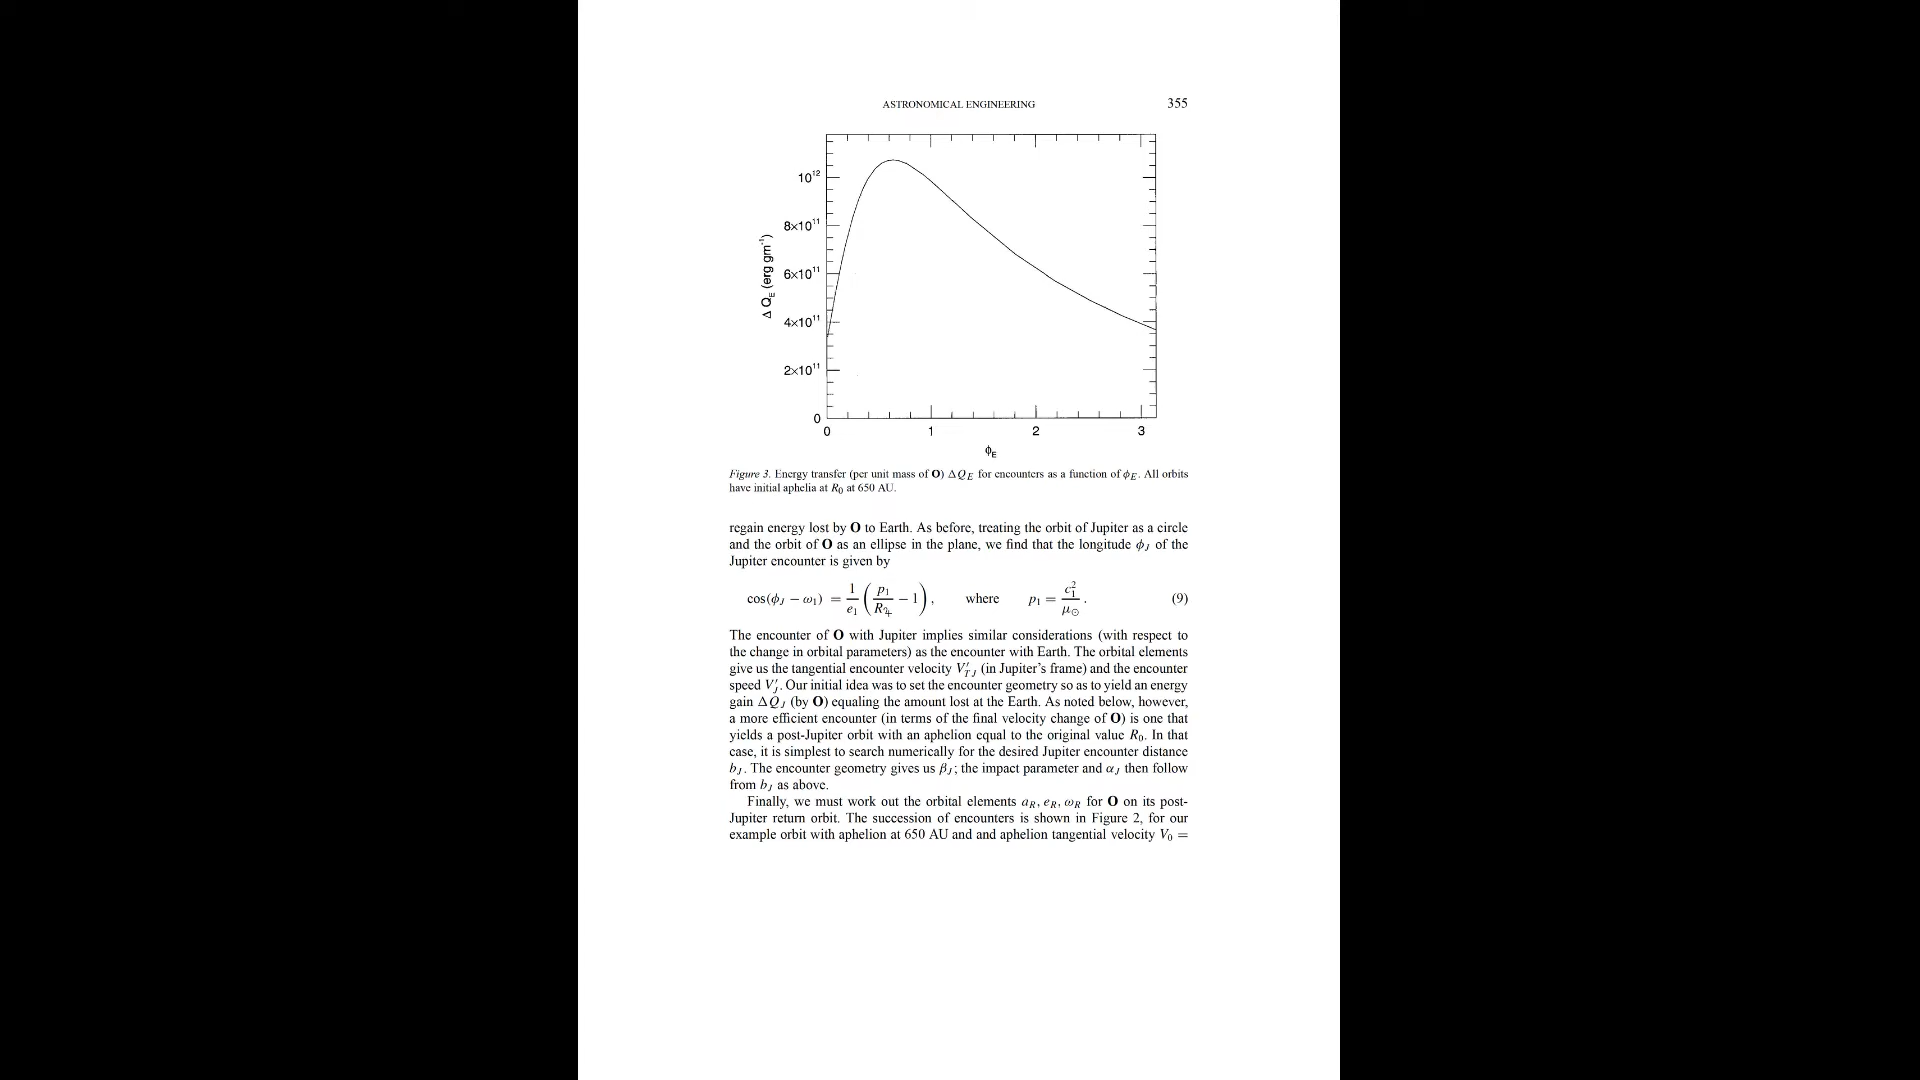 ASTRONOMICAL ENGINEERING 355
10¹²
8×10¹¹
6×10¹¹
4×10¹¹
2×10¹¹
0
Δ Q_E (erg gm⁻¹)
0 1 2 3
ϕ_E
Figure 3. Energy transfer (per unit mass of O) ΔQ_E for encounters as a function of ϕ_E. All orbits
have initial aphelia at R₀ at 650 AU.
regain energy lost by O to Earth. As before, treating the orbit of Jupiter as a circle
and the orbit of O as an ellipse in the plane, we find that the longitude ϕ_J of the
Jupiter encounter is given by
cos(ϕ_J − ω₁) = 1/e₁ (p₁/R_♃ − 1), where p₁ = c₁²/μ_⊙ . (9)
The encounter of O with Jupiter implies similar considerations (with respect to
the change in orbital parameters) as the encounter with Earth. The orbital elements
give us the tangential encounter velocity V′_TJ (in Jupiter's frame) and the encounter
speed V′_J. Our initial idea was to set the encounter geometry so as to yield an energy
gain ΔQ_J (by O) equaling the amount lost at the Earth. As noted below, however,
a more efficient encounter (in terms of the final velocity change of O) is one that
yields a post-Jupiter orbit with an aphelion equal to the original value R₀. In that
case, it is simplest to search numerically for the desired Jupiter encounter distance
b_J. The encounter geometry gives us β_J; the impact parameter and α_J then follow
from b_J as above.
Finally, we must work out the orbital elements a_R, e_R, ω_R for O on its post-
Jupiter return orbit. The succession of encounters is shown in Figure 2, for our
example orbit with aphelion at 650 AU and and aphelion tangential velocity V₀ =